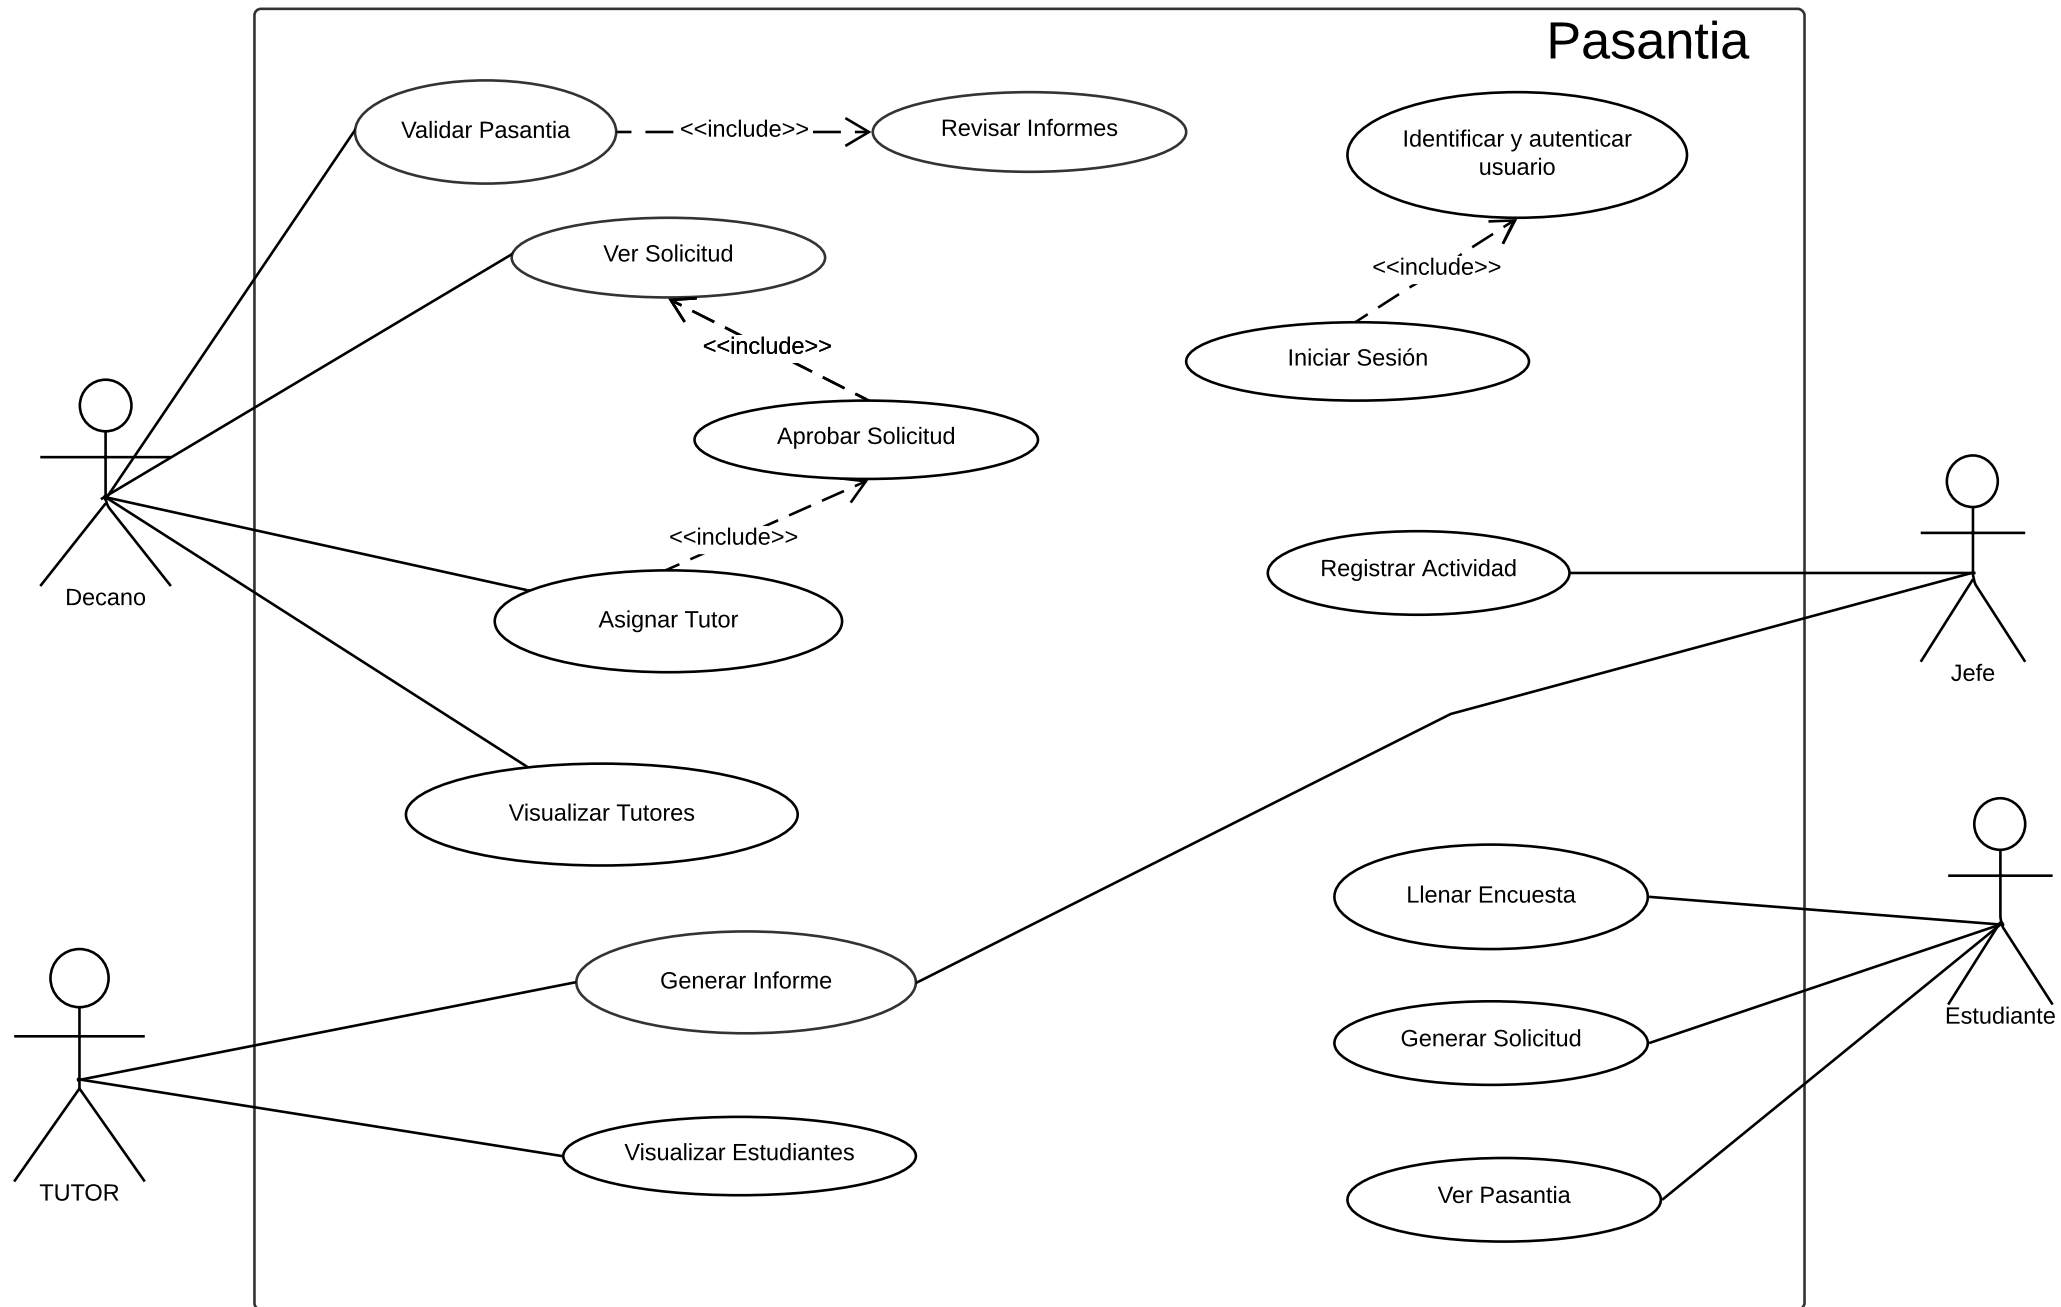 Pasantia
Validar Pasantia
<<include>>
Revisar Informes
Identificar y autenticar
usuario
Ver Solicitud
<<include>>
<<include>>
Iniciar Sesión
Aprobar Solicitud
<<include>>
Asignar Tutor
Decano
Registrar Actividad
Jefe
Visualizar Tutores
Llenar Encuesta
Generar Informe
Estudiante
Generar Solicitud
Visualizar Estudiantes
TUTOR
Ver Pasantia